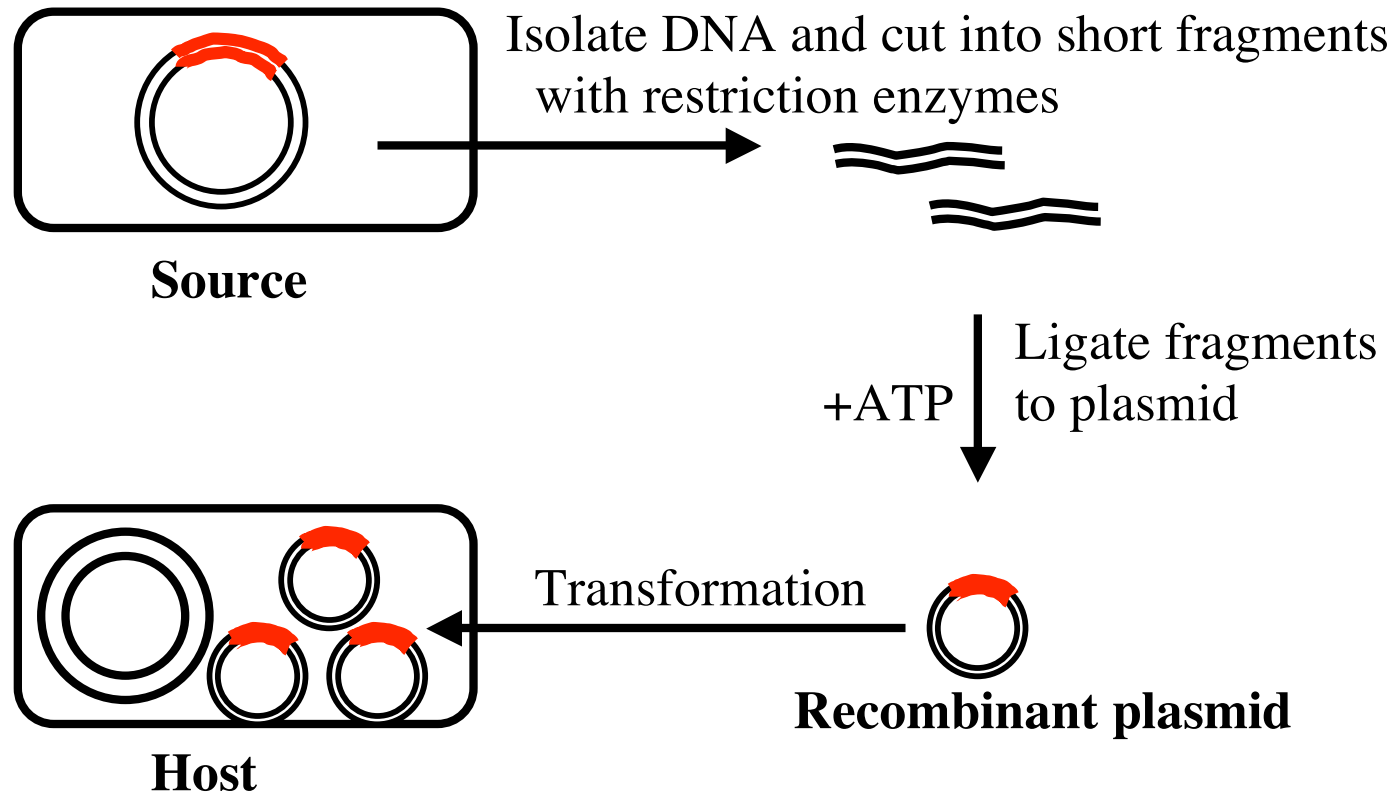 Isolate DNA and cut into short fragments
with restriction enzymes
Source
Ligate fragments
+ATP
to plasmid
Transformation
Recombinant plasmid
Host